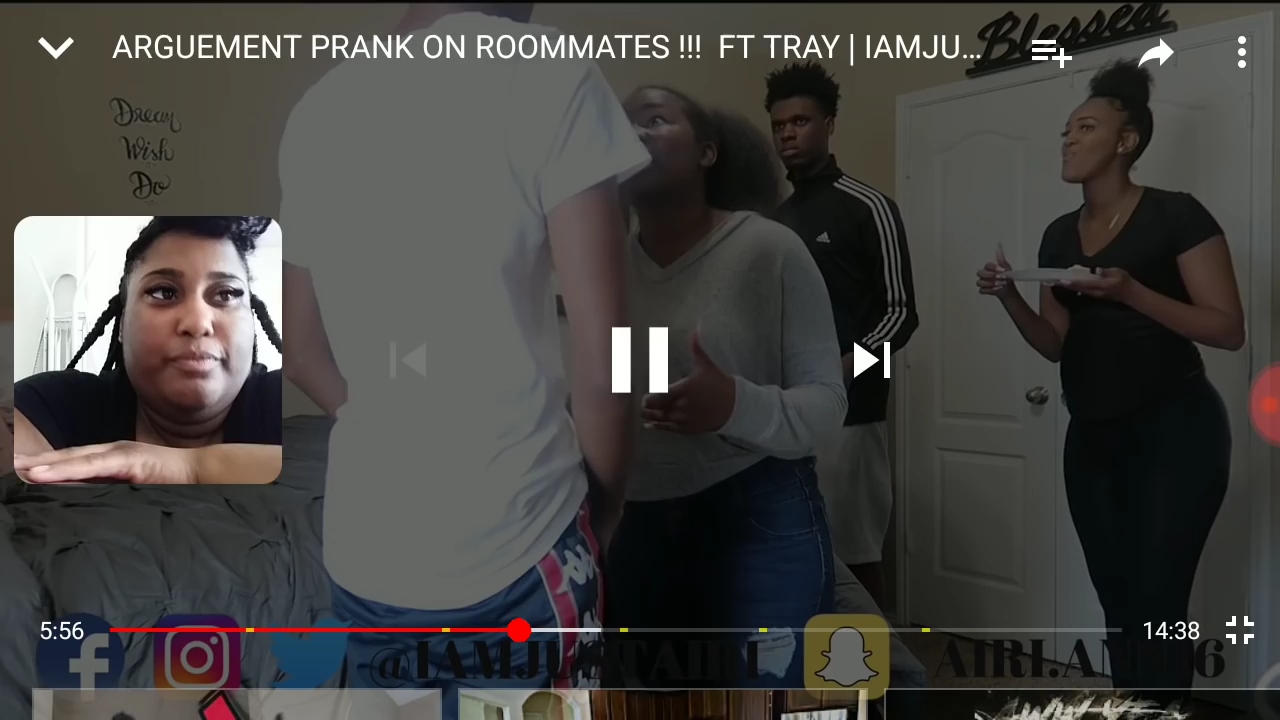 ARGUEMENT PRANK ON ROOMMATES !!! FT TRAY | IAMJU...
Blessed
Dream
Wish
Do
5:56
14:38